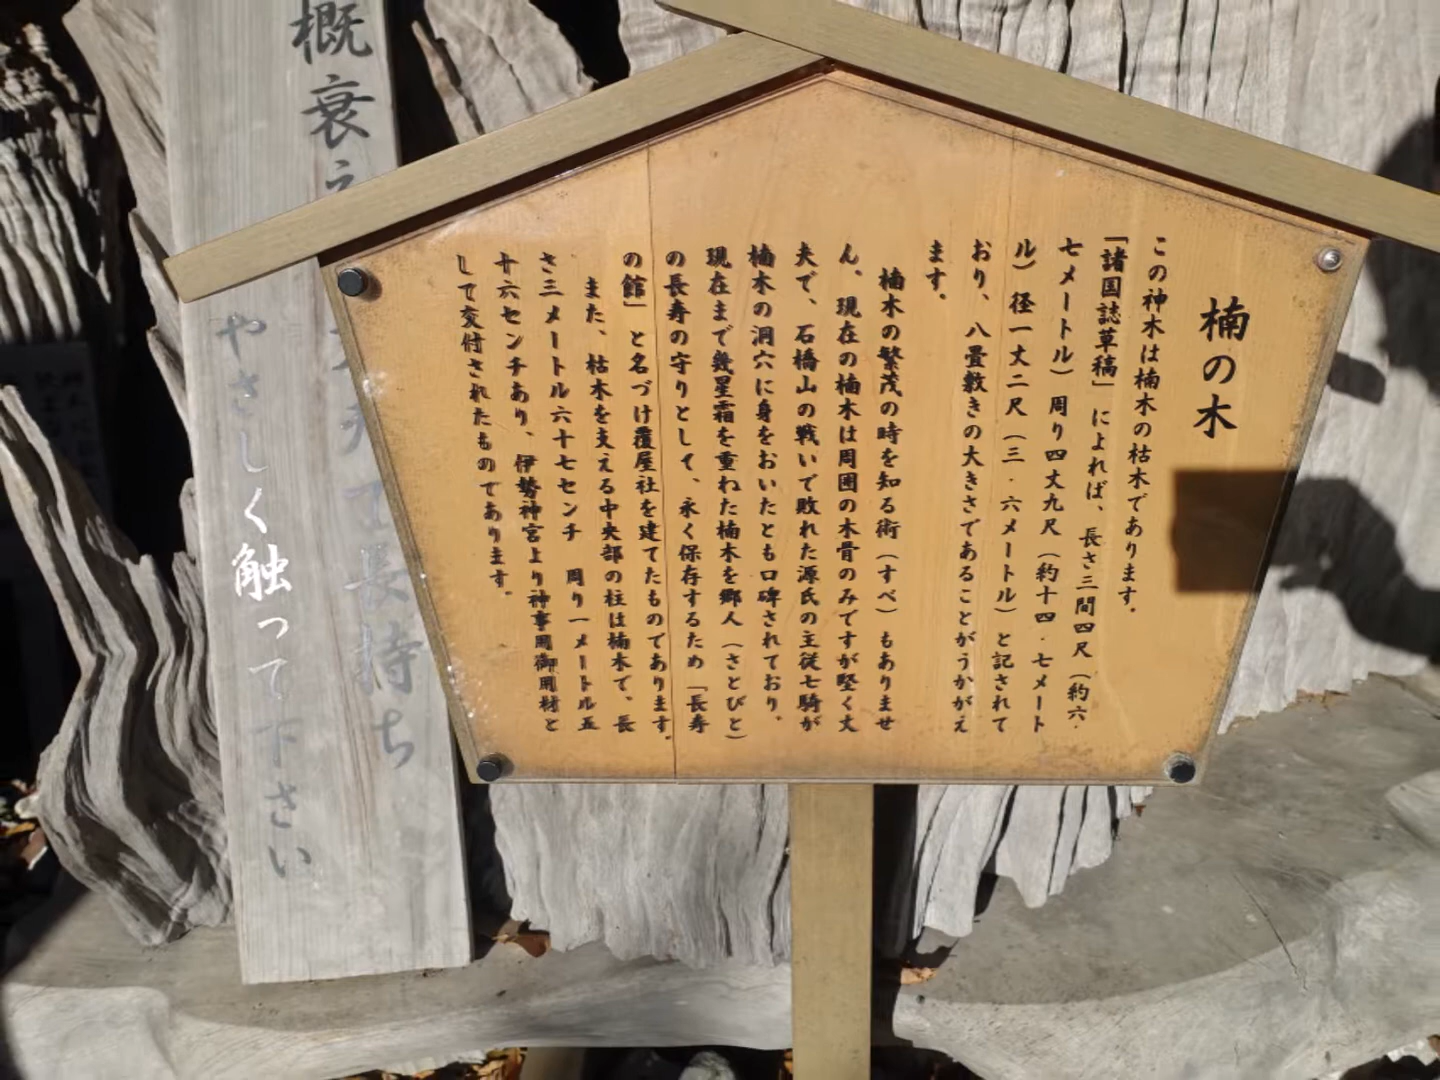 楠の木
この神木は楠木の枯木であります。
「諸国誌草稿」によれば、長さ三間四尺（約六.
七メートル）周り四丈九尺（約十四．七メート
ル）径一丈二尺（三．六メートル）と記されて
おり、八畳敷きの大きさであることがうかがえ
ます。
楠木の繁茂の時を知る術（すべ）もありませ
ん、現在の楠木は周囲の木骨のみですが堅く丈
夫で、石橋山の戦いで敗れた源氏の主従七騎が
楠木の洞穴に身をおいたとも口碑されており、
現在まで幾星霜を重ねた楠木を郷人（さとびと）
の長寿の守りとして、永く保存するため「長寿
の館」と名づけ覆屋社を建てたものであります。
また、枯木を支える中央部の柱は楠木で、長
さ三メートル六十七センチ　周り一メートル五
十六センチあり、伊勢神宮より神事用御用材と
して交付されたものであります。
概衰え
長持ち
やさしく触って下さい